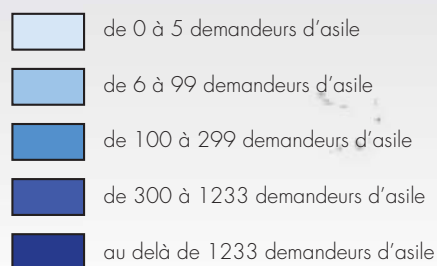 de 0 à 5 demandeurs d’asile
de 6 à 99 demandeurs d’asile
de 100 à 299 demandeurs d’asile
de 300 à 1233 demandeurs d’asile
au delà de 1233 demandeurs d’asile